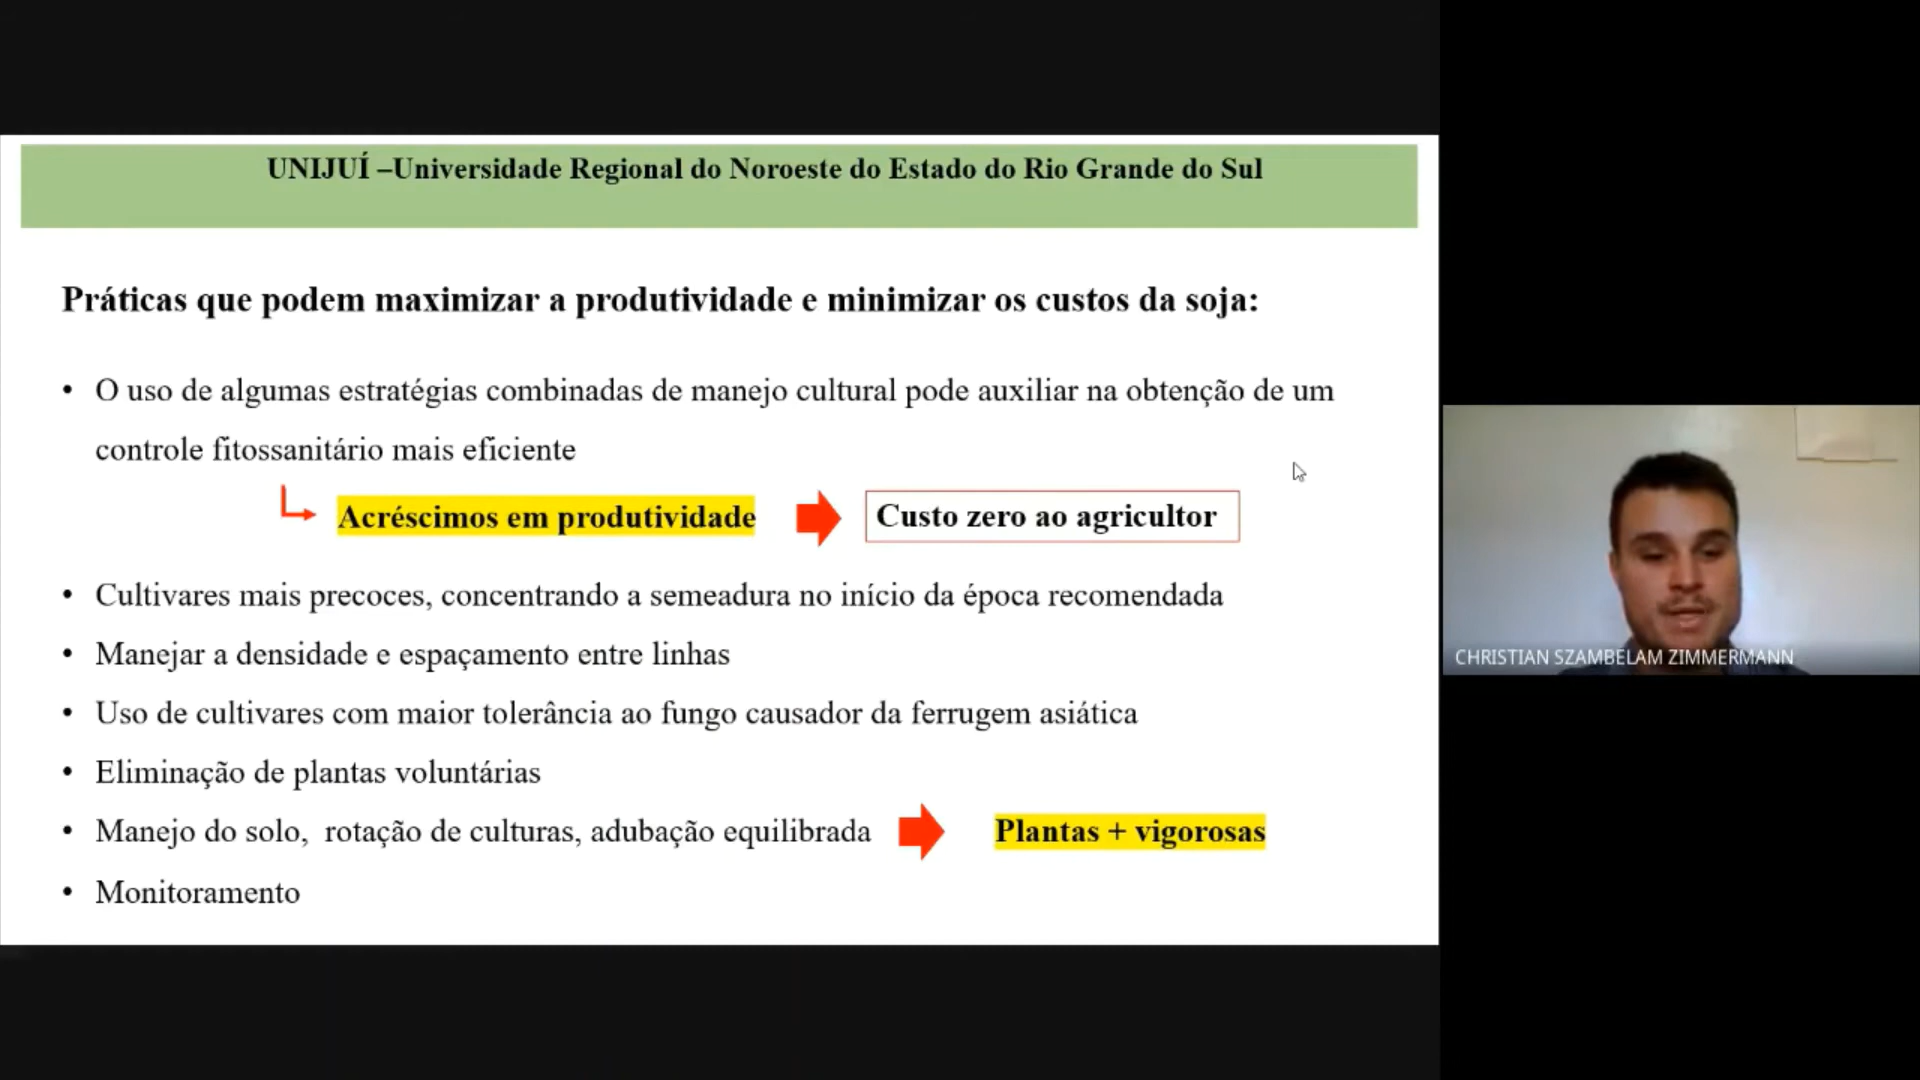 UNIJUÍ –Universidade Regional do Noroeste do Estado do Rio Grande do Sul
Práticas que podem maximizar a produtividade e minimizar os custos da soja:
• O uso de algumas estratégias combinadas de manejo cultural pode auxiliar na obtenção de um
controle fitossanitário mais eficiente
Acréscimos em produtividade
Custo zero ao agricultor
• Cultivares mais precoces, concentrando a semeadura no início da época recomendada
• Manejar a densidade e espaçamento entre linhas
• Uso de cultivares com maior tolerância ao fungo causador da ferrugem asiática
• Eliminação de plantas voluntárias
• Manejo do solo, rotação de culturas, adubação equilibrada
Plantas + vigorosas
• Monitoramento
CHRISTIAN SZAMBELAM ZIMMERMANN